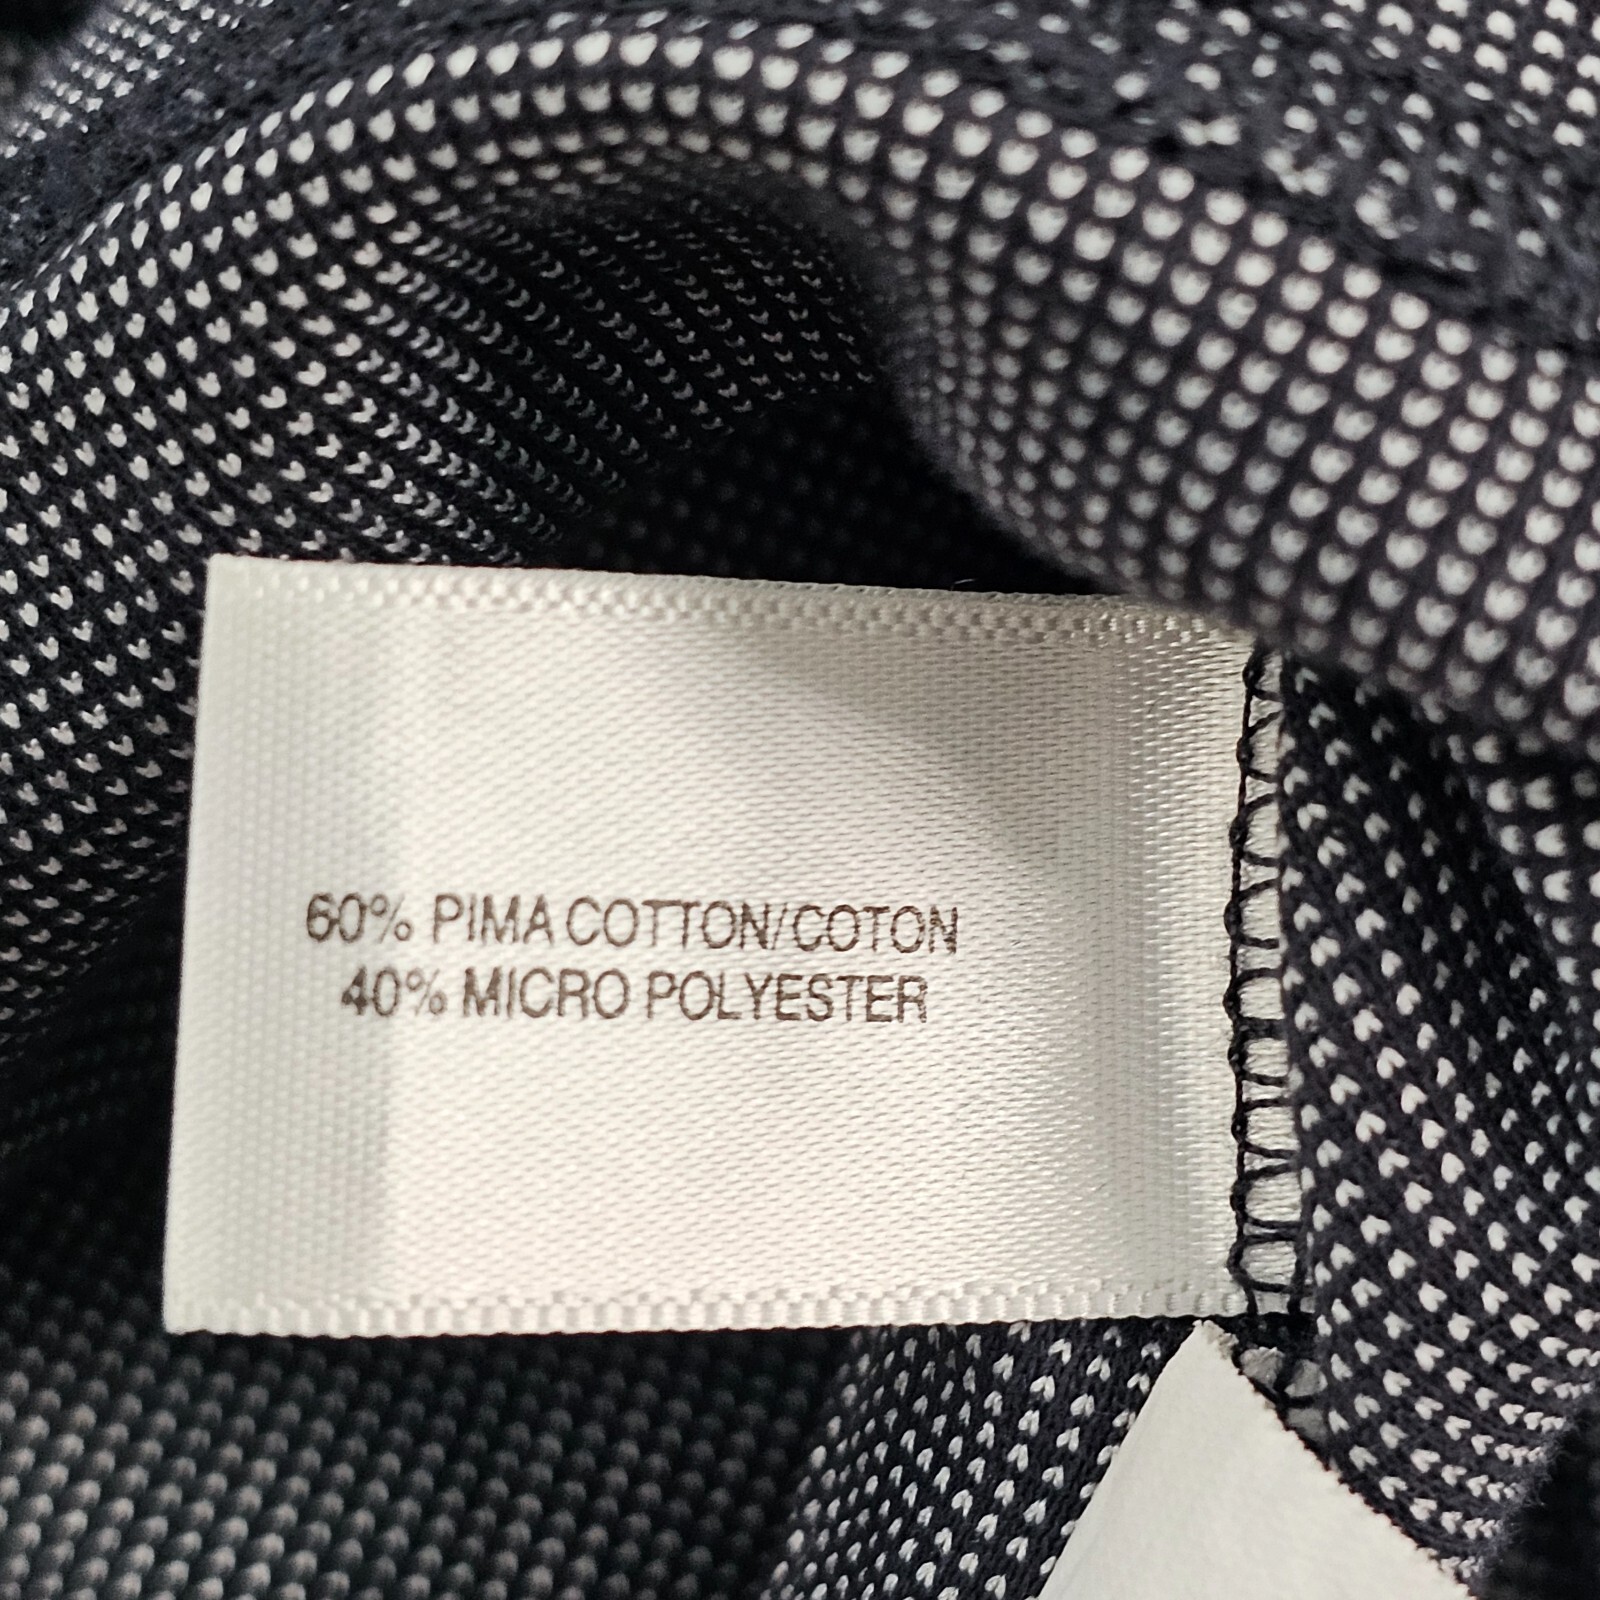 60% PIMA COTTON/COTON
40% MICRO POLYESTER